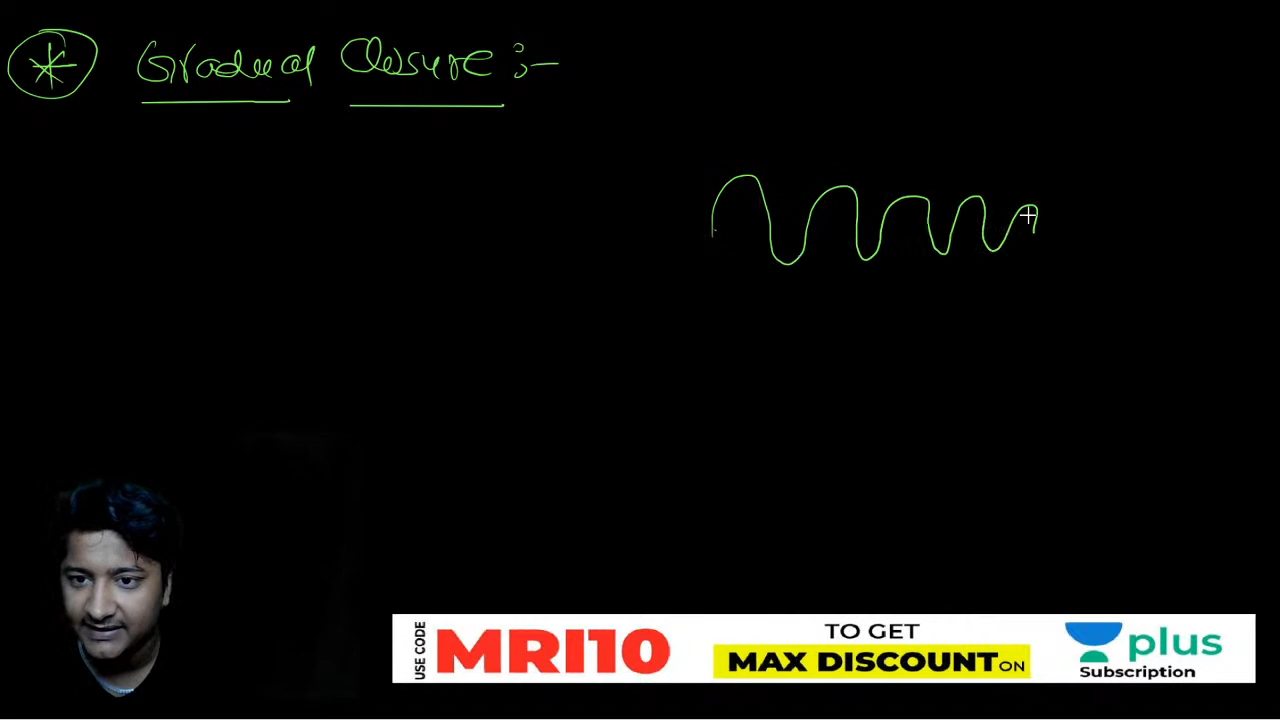 * Gradual Closure :-
USE CODE MRI10 TO GET MAX DISCOUNT ON plus Subscription